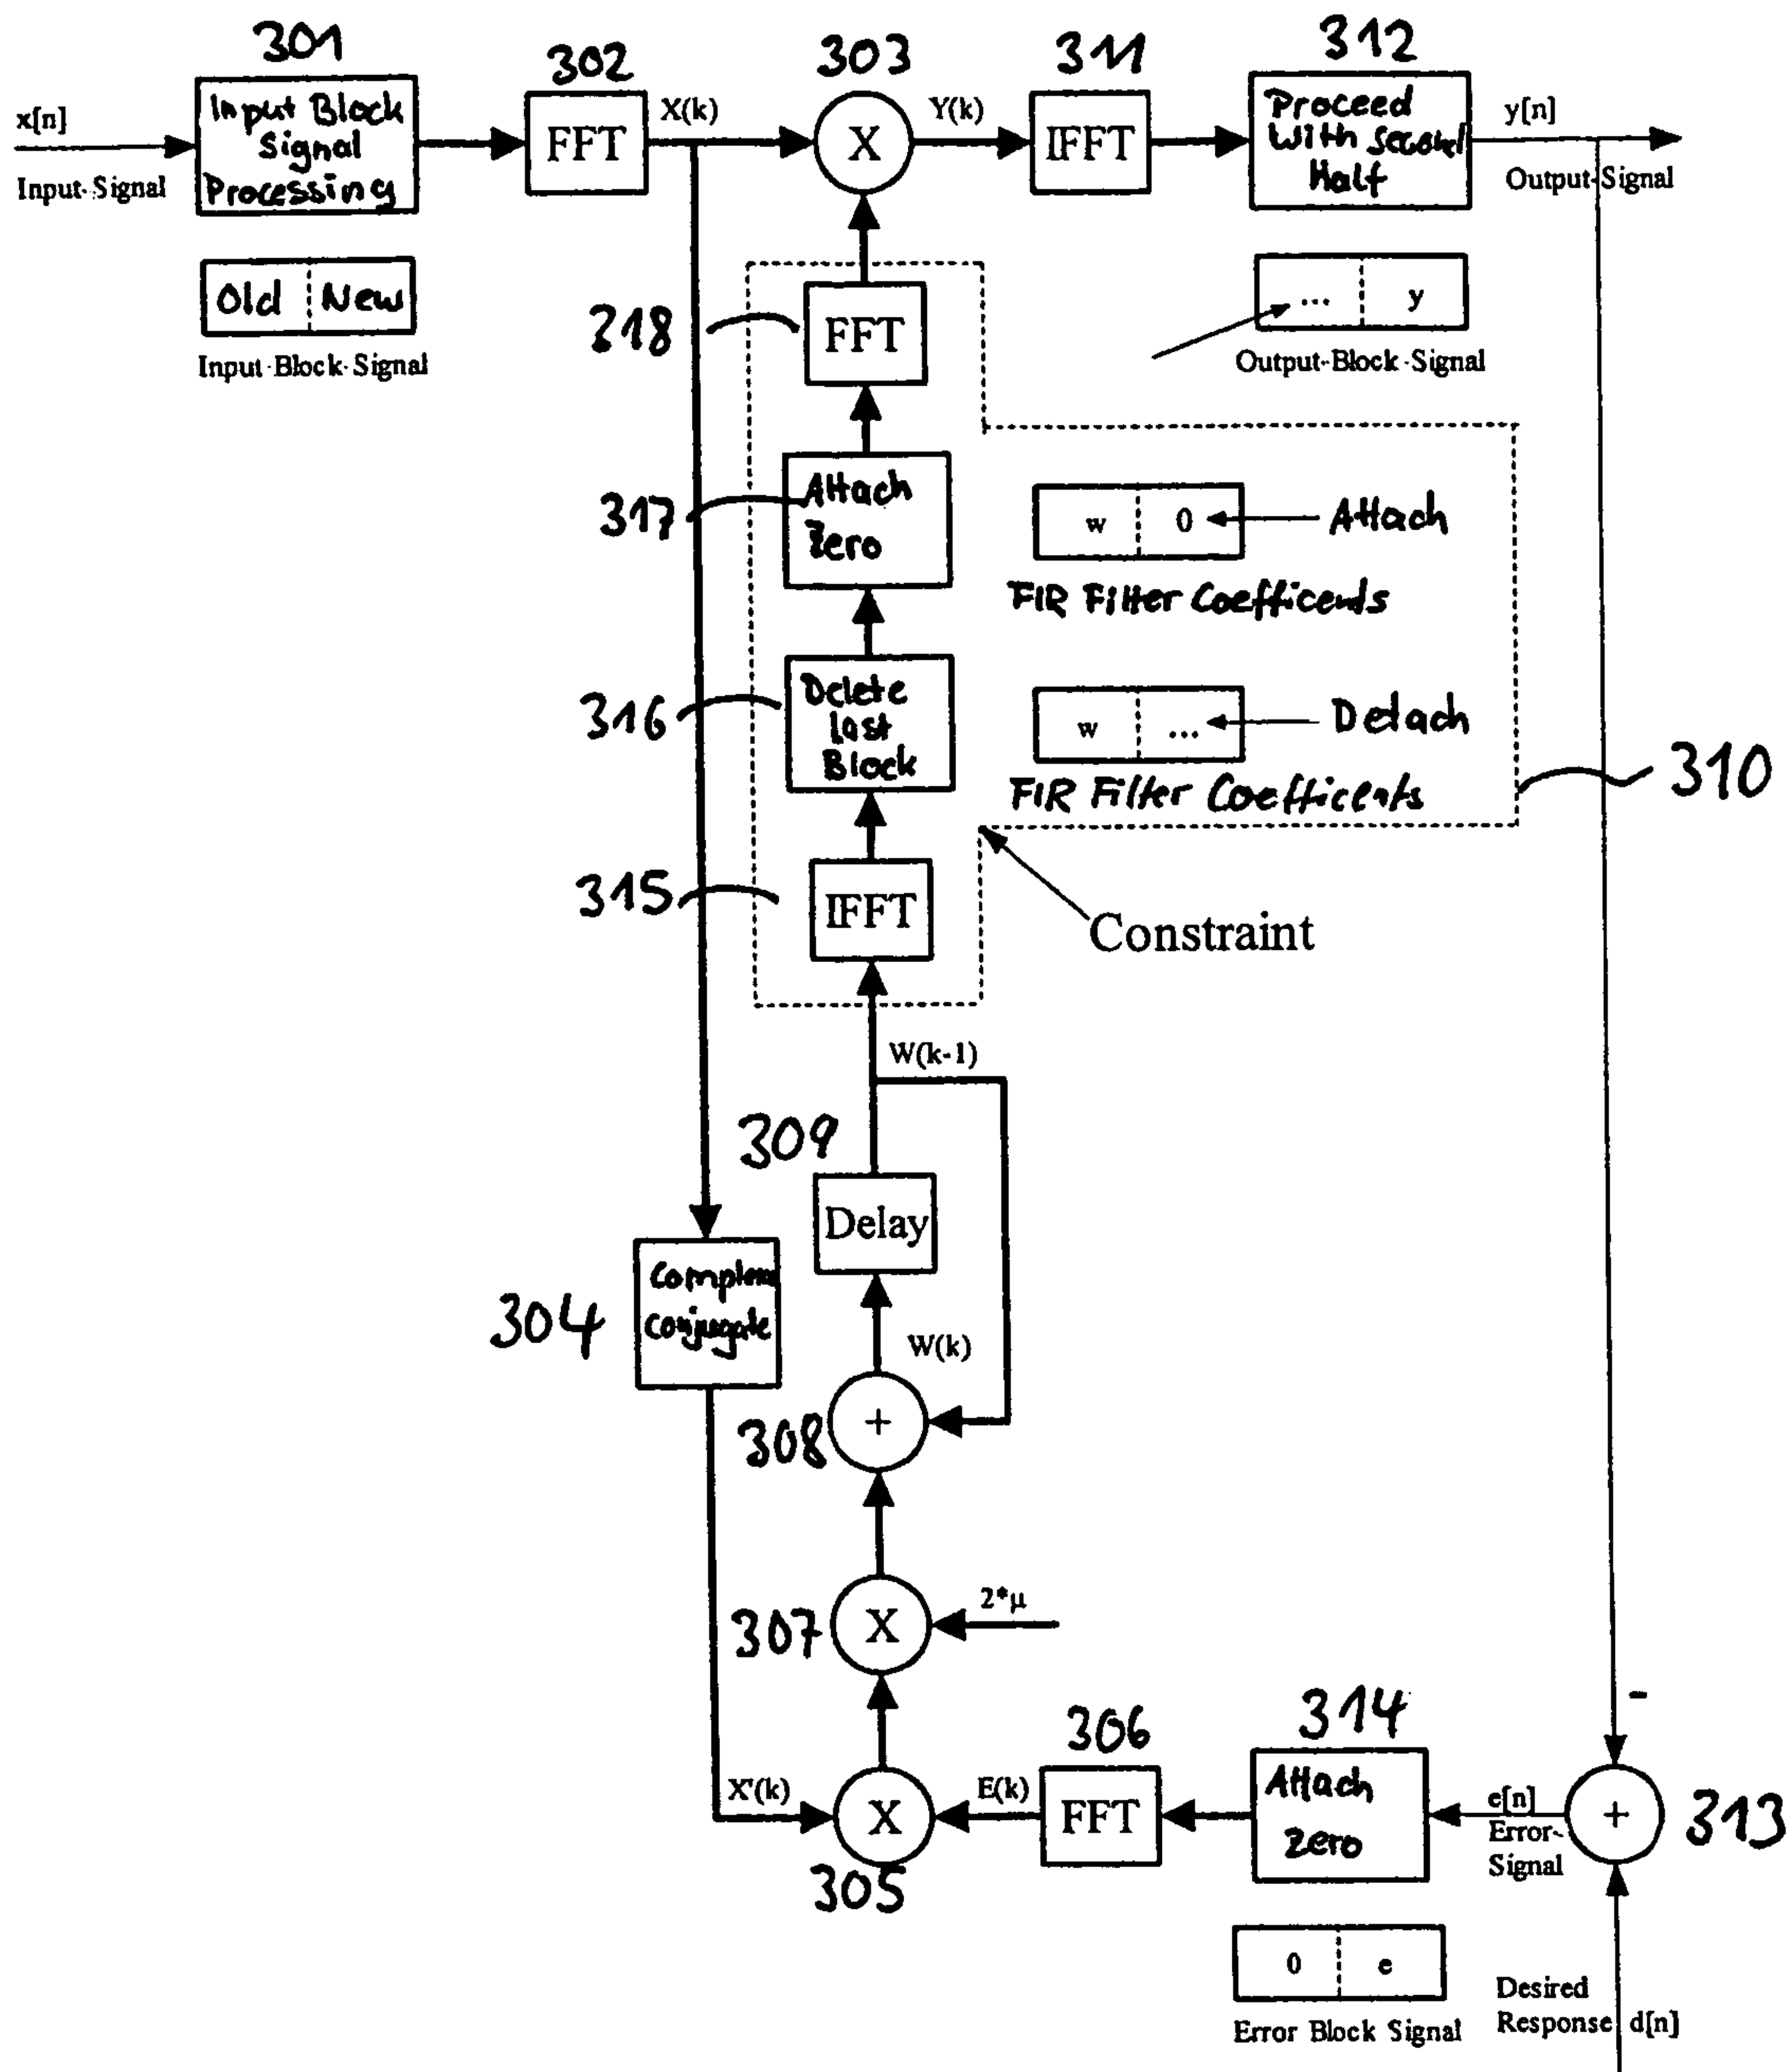 301
302
303
311
312
x[n]
Input-Signal
Input Block
Signal
Processing
FFT
X(k)
X
Y(k)
IFFT
Proceed
With second
Half
y[n]
Output-Signal
Old
New
Input-Block-Signal
...
y
Output-Block-Signal
318
FFT
317
Attach
Zero
w
0
Attach
FIR Filter Coefficents
316
Delete
last
Block
w
...
Detach
FIR Filter Coefficents
310
315
IFFT
Constraint
W(k-1)
309
Delay
304
Complex
conjugate
W(k)
308
+
307
X
2*μ
X'(k)
X
305
E(k)
306
FFT
314
Attach
zero
e[n]
Error-
Signal
-
+
313
0
e
Error Block Signal
Desired
Response
d[n]